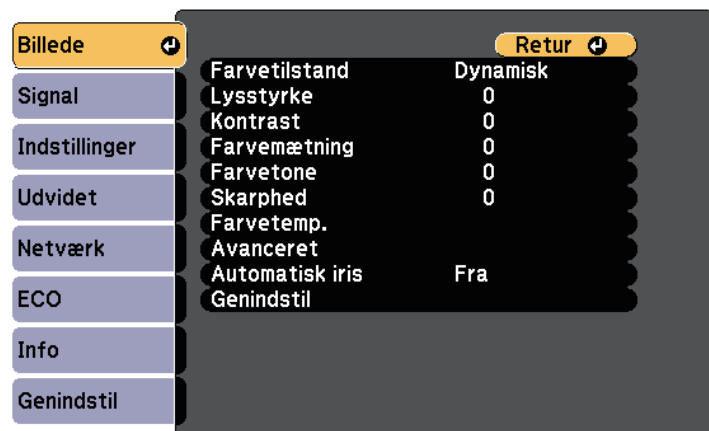 Billede
Signal
Indstillinger
Udvidet
Netværk
ECO
Info
Genindstil
Retur
Farvetilstand Dynamisk
Lysstyrke 0
Kontrast 0
Farvemætning 0
Farvetone 0
Skarphed 0
Farvetemp.
Avanceret
Automatisk iris Fra
Genindstil